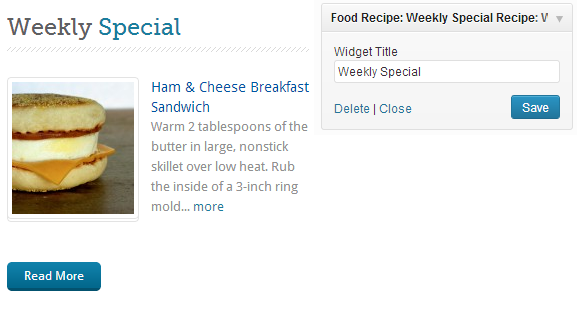 Weekly Special
Ham & Cheese Breakfast
Sandwich
Warm 2 tablespoons of the
butter in large, nonstick
skillet over low heat. Rub
the inside of a 3-inch ring
mold... more
Read More
Food Recipe: Weekly Special Recipe: W
Widget Title
Weekly Special
Delete | Close
Save